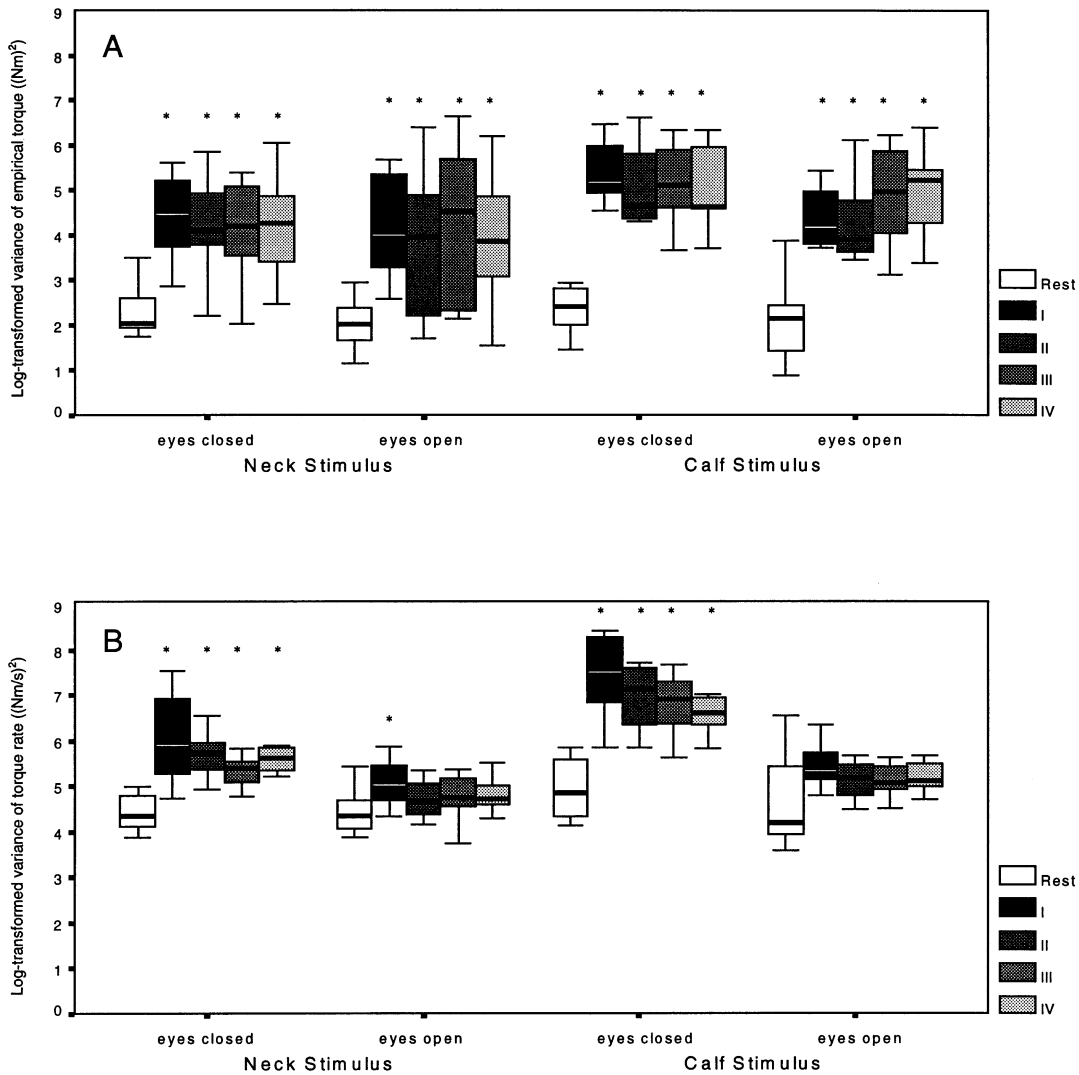 A
Log-transformed variance of empirical torque ((Nm)²)
9
8
7
6
5
4
3
2
1
0
* * * *
* * * *
* * * *
* * * *
Rest
I
II
III
IV
eyes closed
eyes open
eyes closed
eyes open
Neck Stimulus
Calf Stimulus
B
Log-transformed variance of torque rate ((Nm/s)²)
9
8
7
6
5
4
3
2
1
0
* * * *
*
* * * *
Rest
I
II
III
IV
eyes closed
eyes open
eyes closed
eyes open
Neck Stimulus
Calf Stimulus